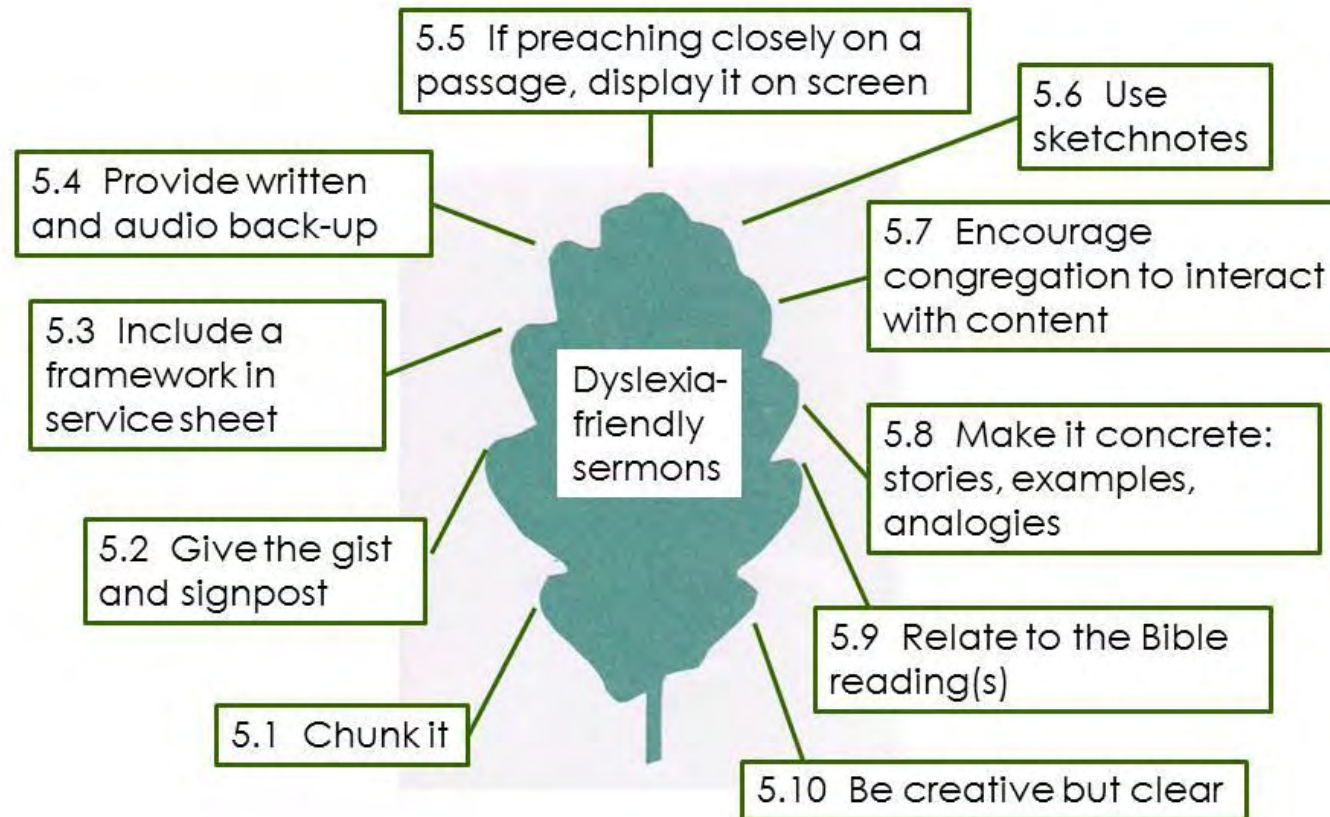 5.5 If preaching closely on a
passage, display it on screen
5.6 Use
sketchnotes
5.4 Provide written
and audio back-up
5.7 Encourage
congregation to interact
with content
5.3 Include a
framework in
service sheet
Dyslexia-
friendly
sermons
5.8 Make it concrete:
stories, examples,
analogies
5.2 Give the gist
and signpost
5.9 Relate to the Bible
reading(s)
5.1 Chunk it
5.10 Be creative but clear